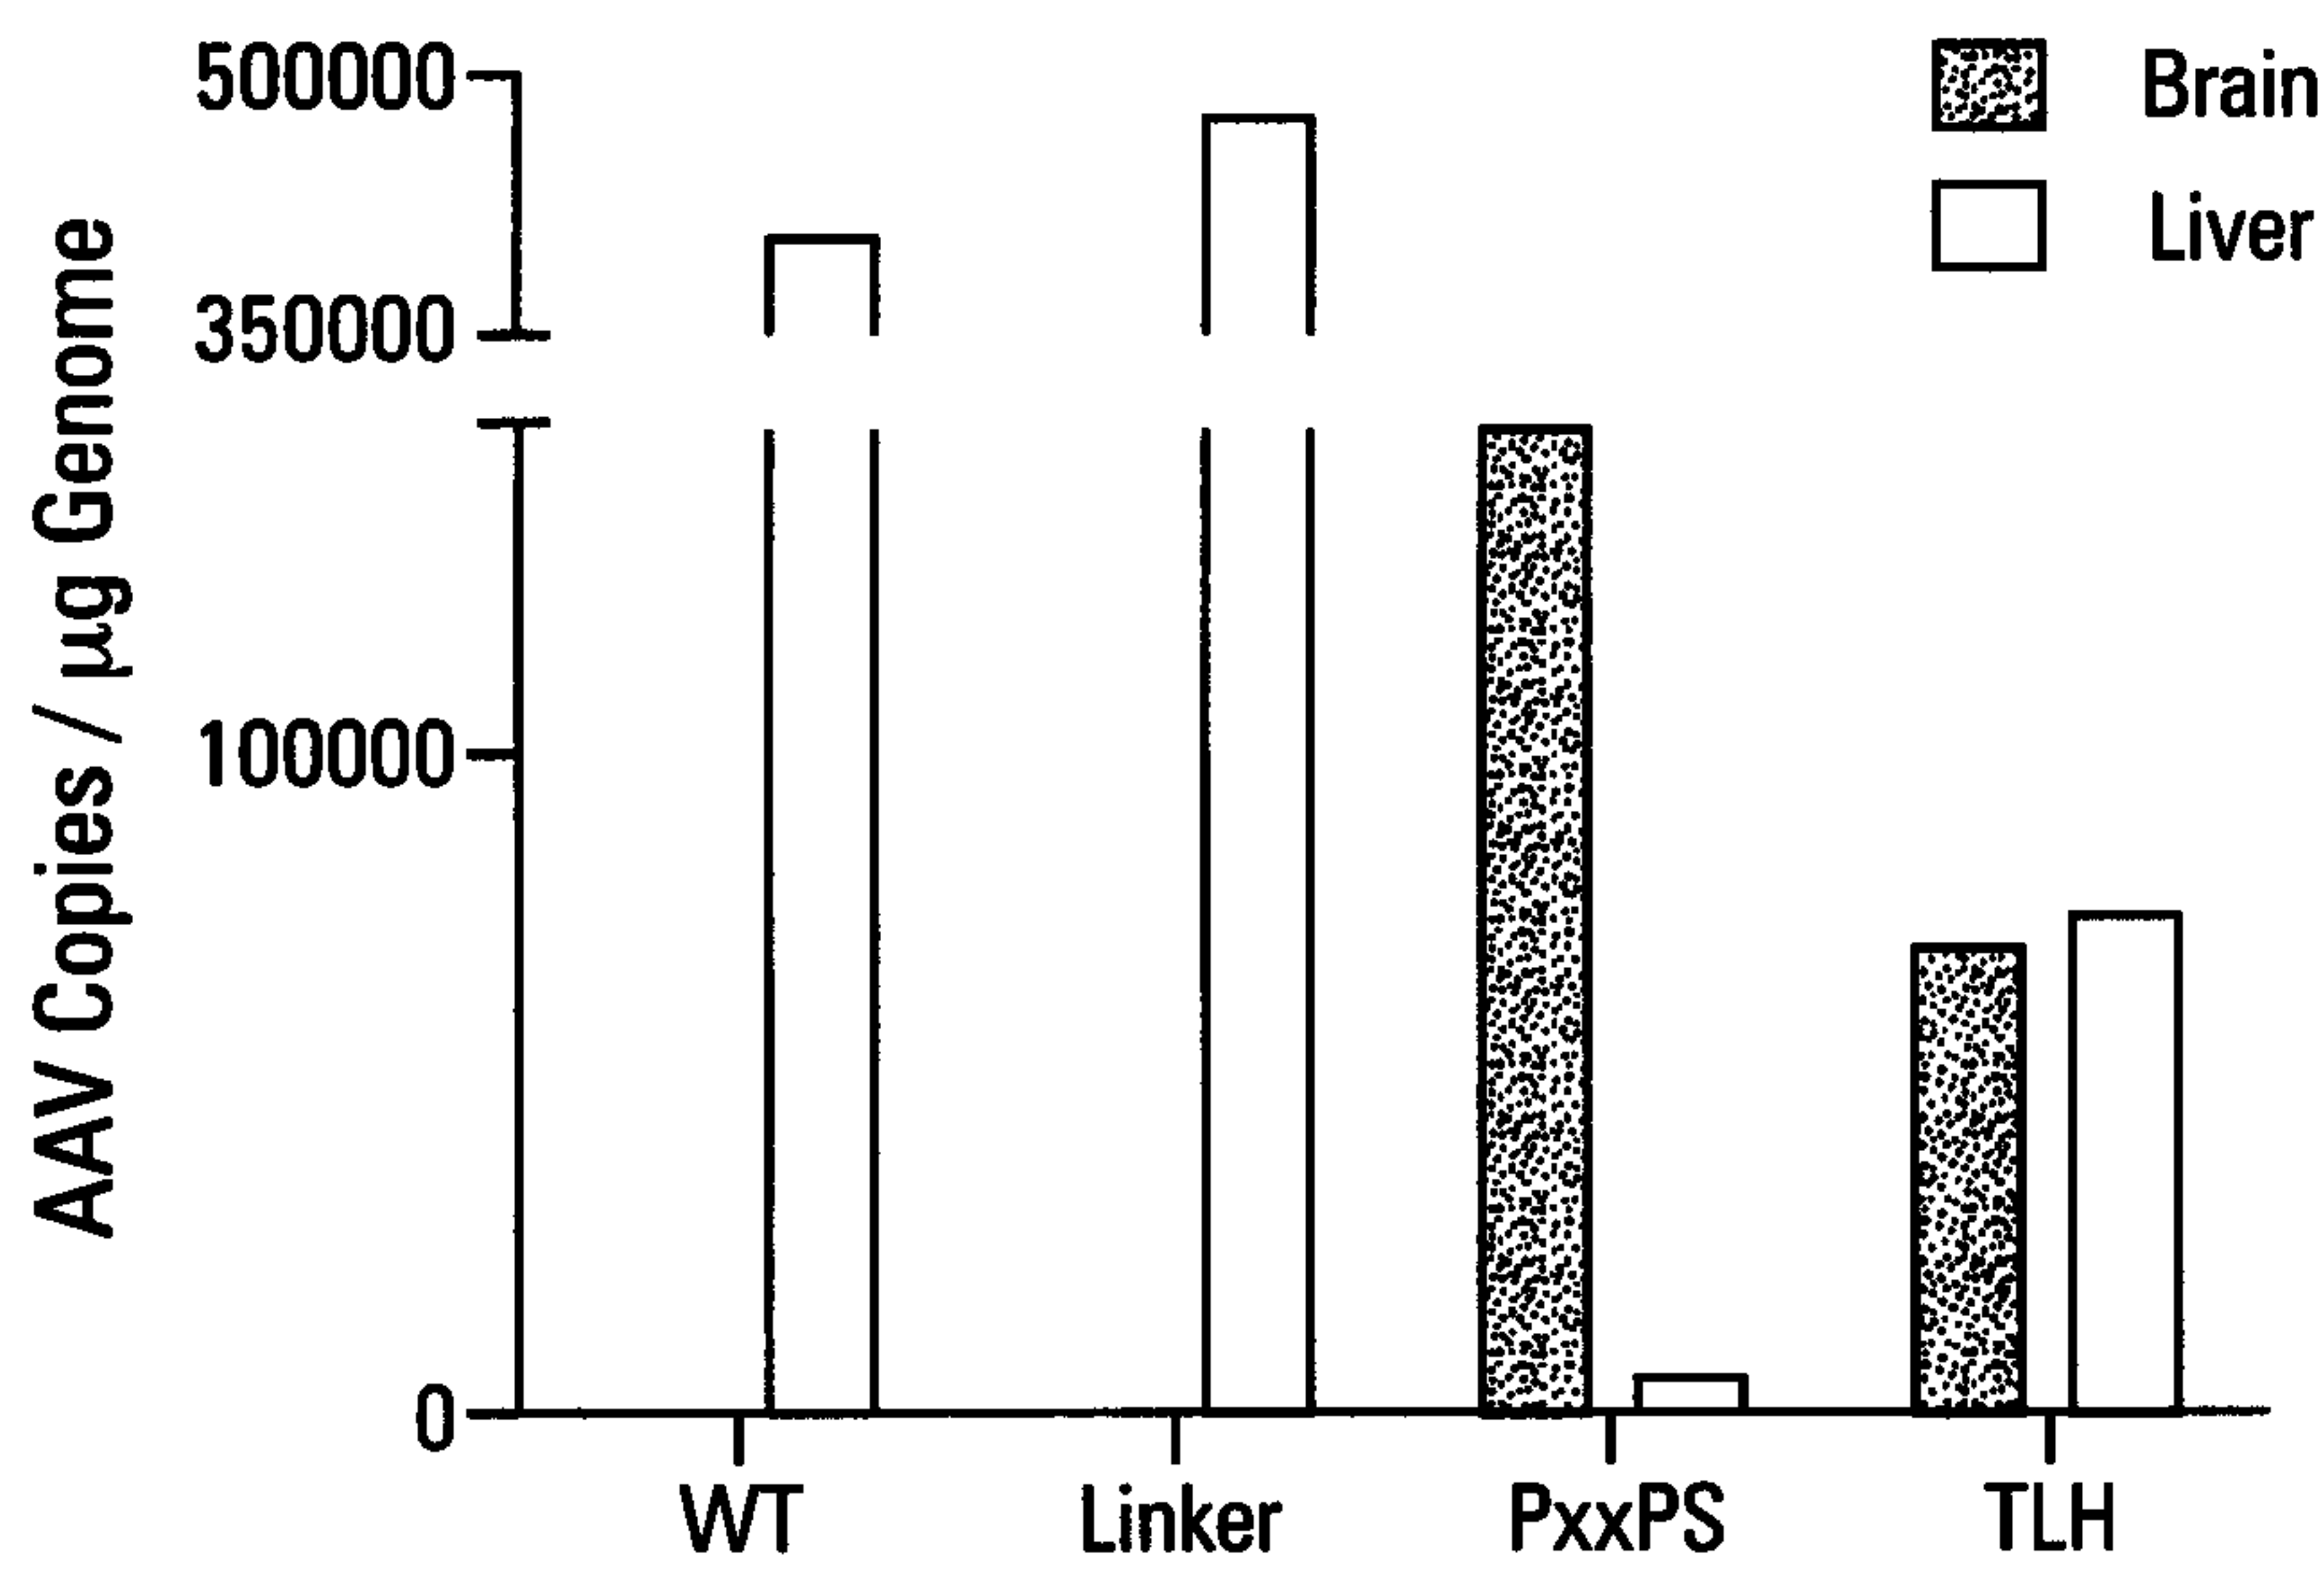 AAV Copies / µg Genome
500000
350000
100000
0
WT
Linker
PxxPS
TLH
Brain
Liver